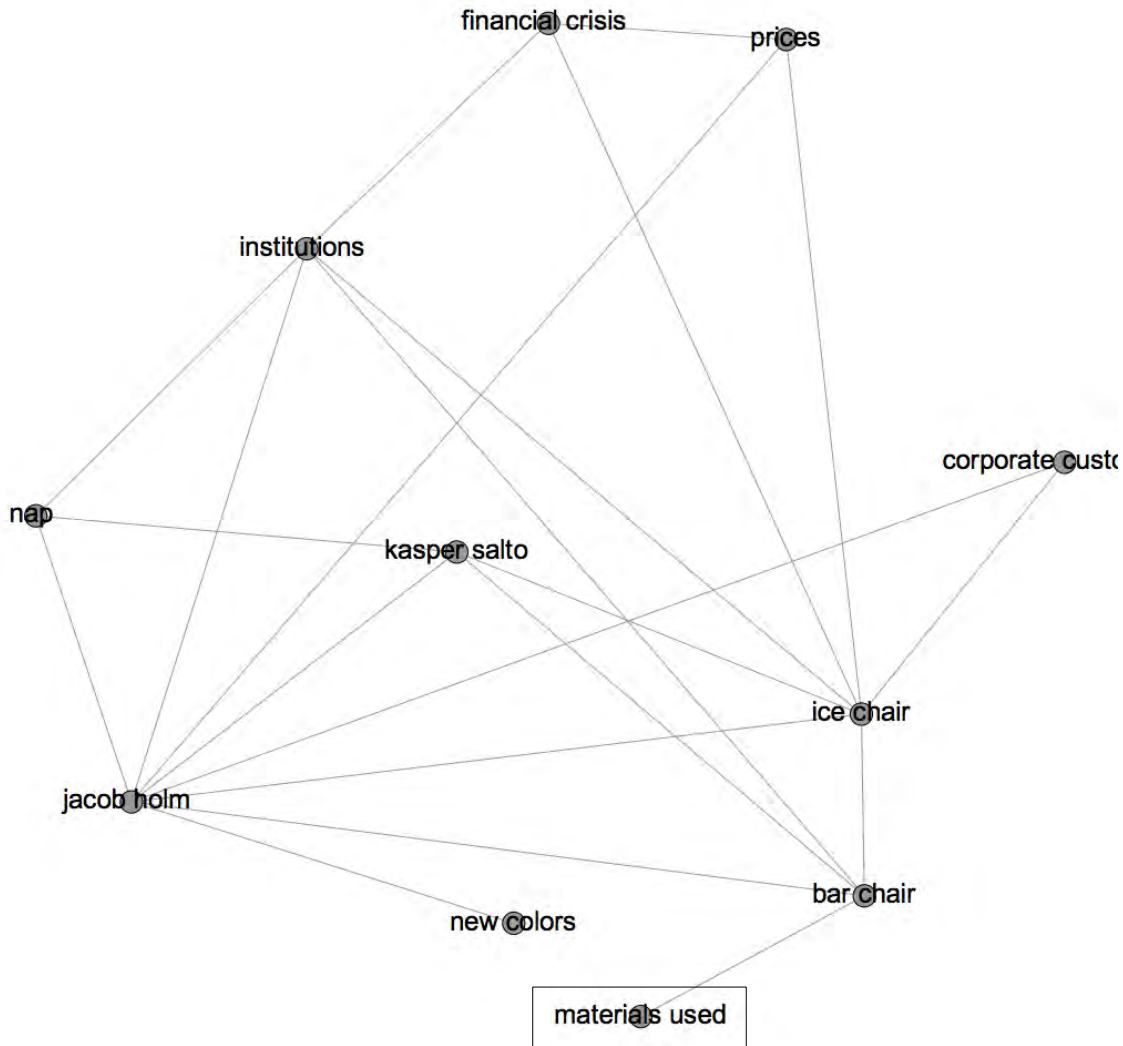 financial crisis
prices
institutions
corporate custo
nap
kasper salto
ice chair
jacob holm
bar chair
new colors
materials used